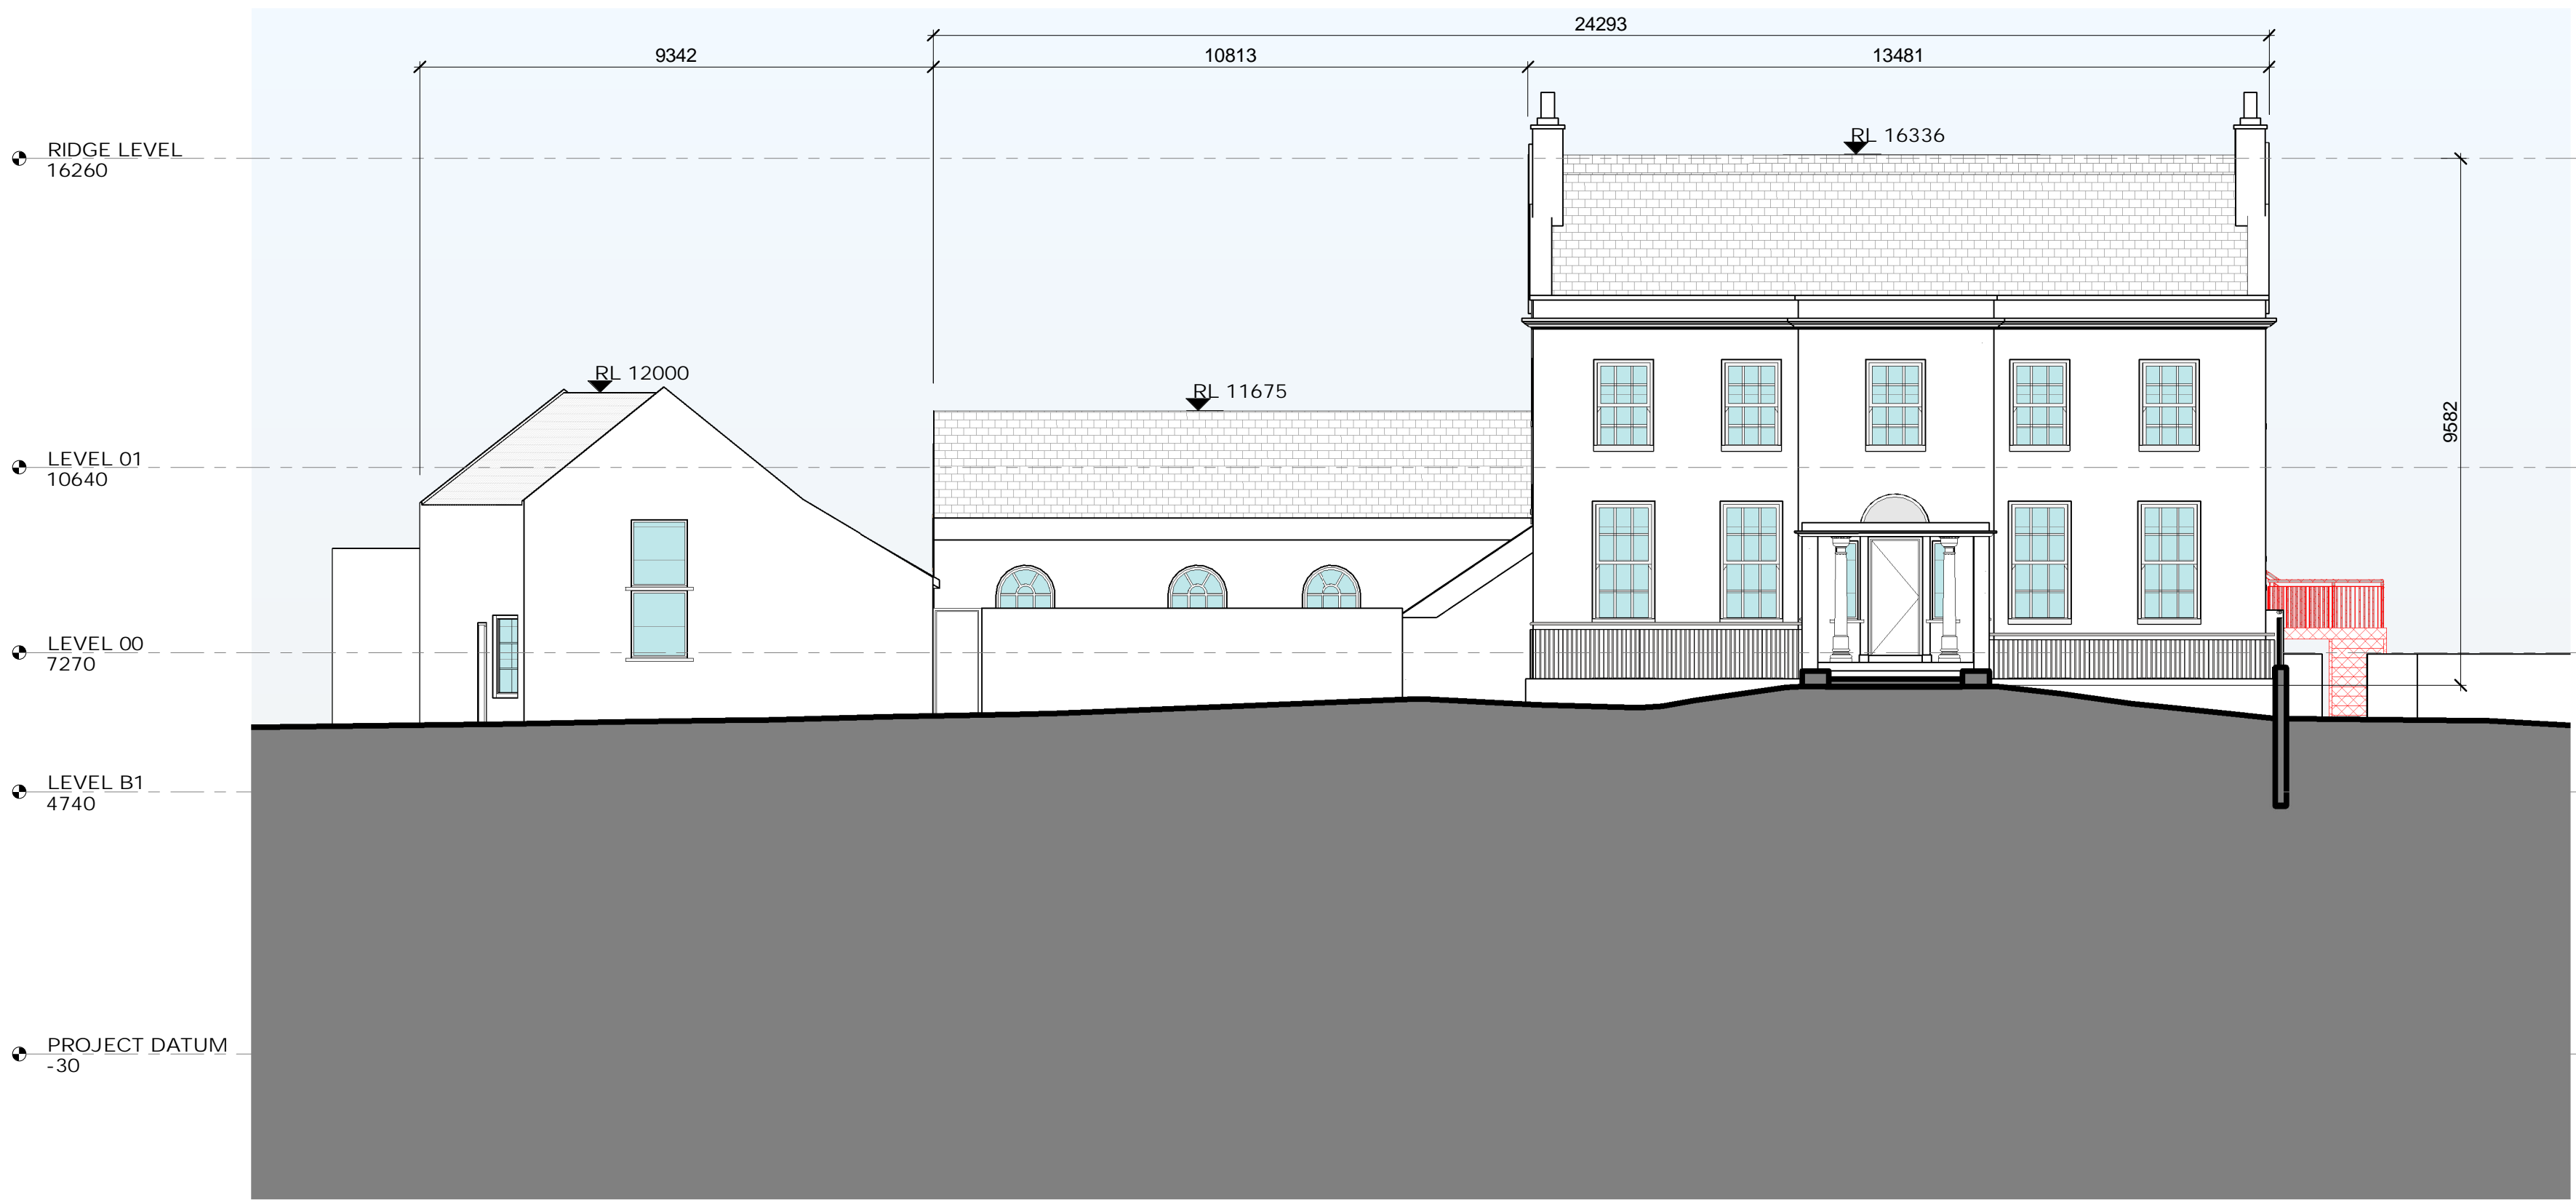 24293
9342
10813
13481
RL 16336
RIDGE LEVEL
16260
RL 12000
RL 11675
9582
LEVEL 01
10640
LEVEL 00
7270
LEVEL B1
4740
PROJECT DATUM
-30